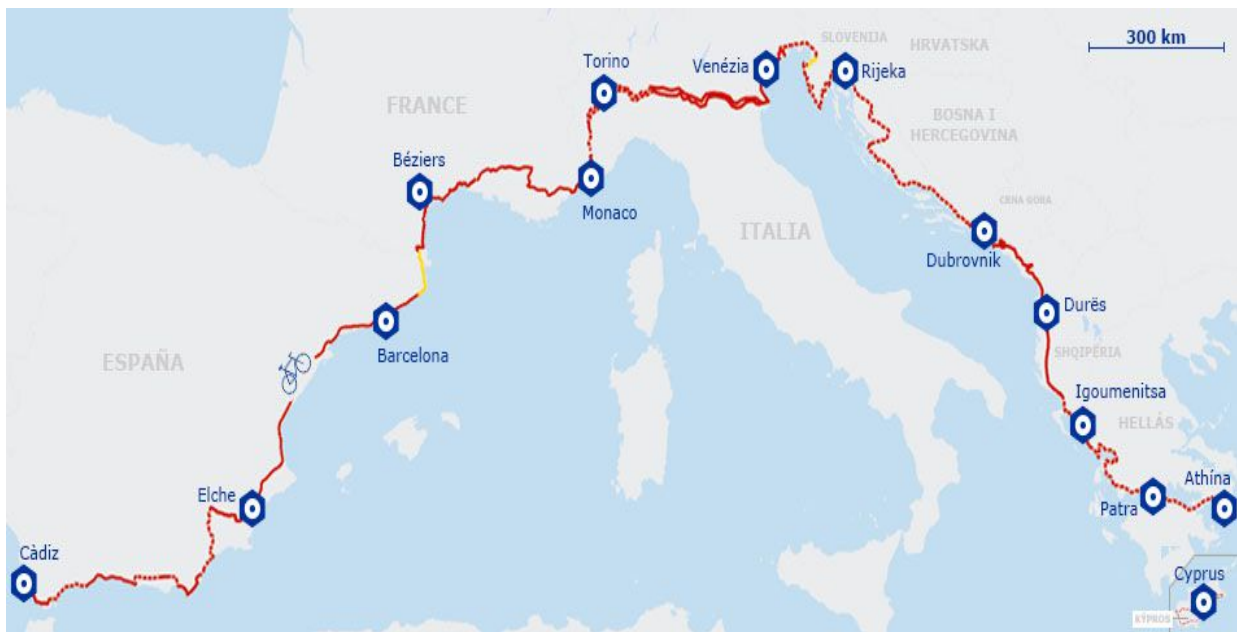 SLOVENIJA
HRVATSKA
300 km
Torino
Venézia
Rijeka
FRANCE
BOSNA I
HERCEGOVINA
Béziers
CRNA GORA
Monaco
ITALIA
Dubrovnik
Durës
Barcelona
SHQIPËRIA
ESPAÑA
Igoumenitsa
HELLÁS
Elche
Athína
Patra
Càdiz
Cyprus
KÝPROS